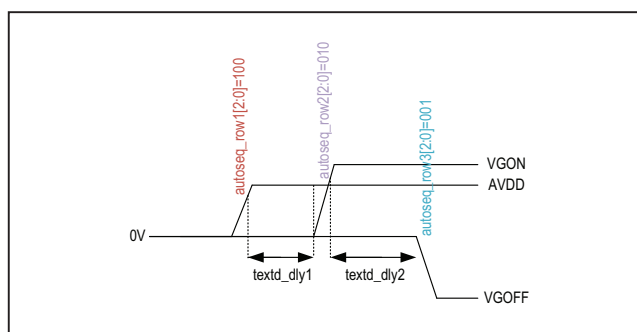 autoseq_row1[2:0]=100
autoseq_row2[2:0]=010
autoseq_row3[2:0]=001
VGON
AVDD
0V
textd_dly1
textd_dly2
VGOFF